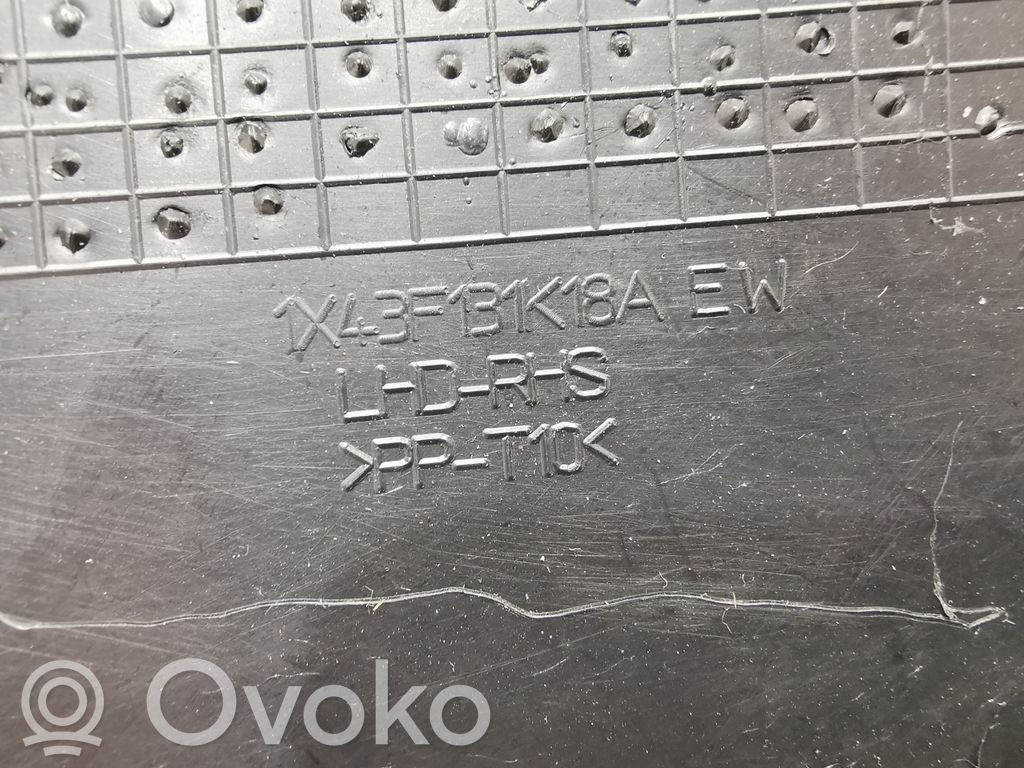 1X43F131K18A EW
LHD-RHS
>PP-T10<
® Ovoko